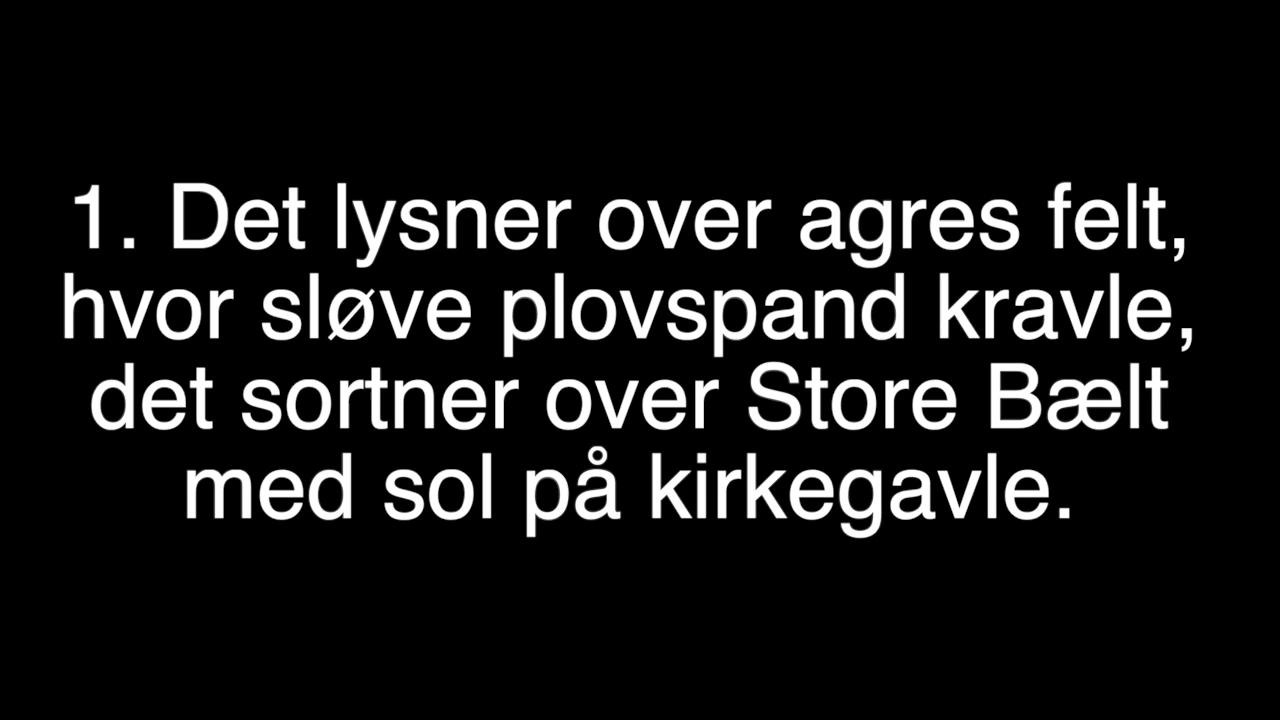 1. Det lysner over agres felt,
hvor sløve plovspand kravle,
det sortner over Store Bælt
med sol på kirkegavle.